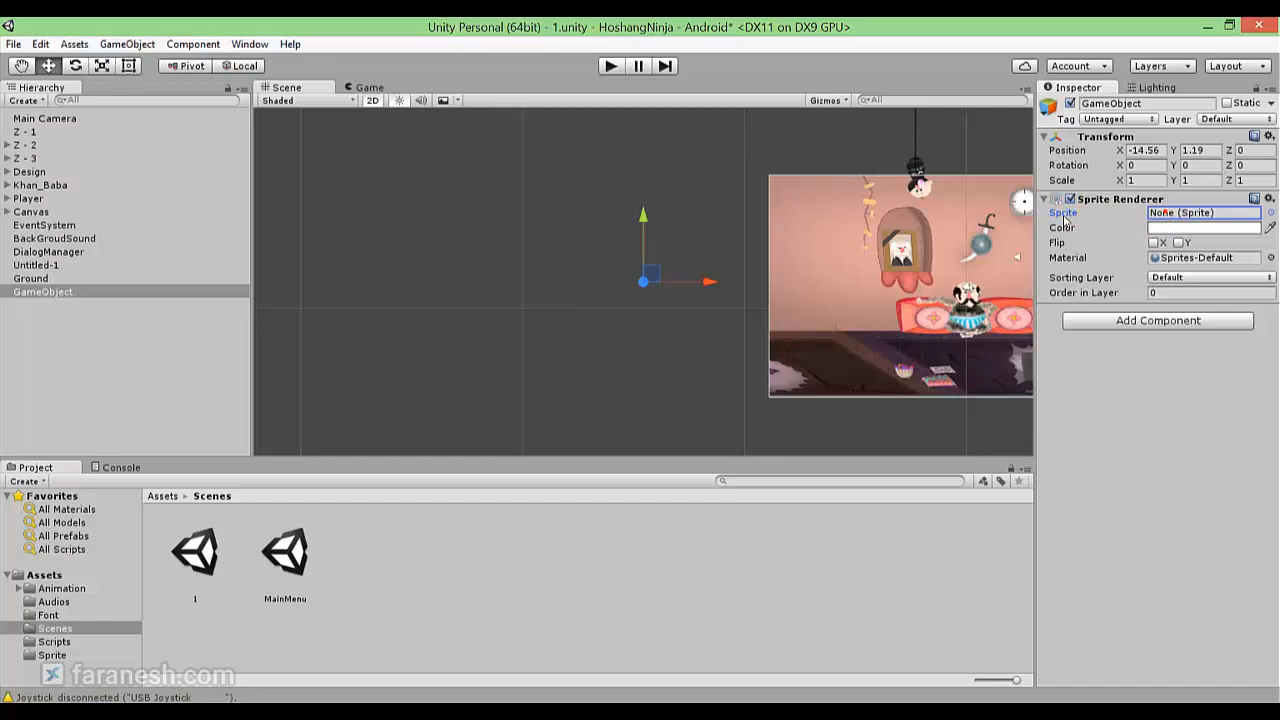 Unity Personal (64bit) - 1.unity - HoshangNinja - Android* <DX11 on DX9 GPU>
File Edit Assets GameObject Component Window Help
Pivot Local Account Layers Layout
Hierarchy
Create All
Main Camera
Z - 1
Z - 2
Z - 3
Design
Khan_Baba
Player
Canvas
EventSystem
BackGroudSound
DialogManager
Untitled-1
Ground
GameObject
Scene Game
Shaded 2D Gizmos All
Inspector Lighting
GameObject Static
Tag Untagged Layer Default
Transform
Position X -14.56 Y 1.19 Z 0
Rotation X 0 Y 0 Z 0
Scale X 1 Y 1 Z 1
Sprite Renderer
Sprite None (Sprite)
Color
Flip X Y
Material Sprites-Default
Sorting Layer Default
Order in Layer 0
Add Component
Project Console
Create
Favorites
All Materials
All Models
All Prefabs
All Scripts
Assets
Animation
Audios
Font
Scenes
Scripts
Sprite
Assets Scenes
1 MainMenu
faranesh.com
Joystick disconnected ("USB Joystick ").